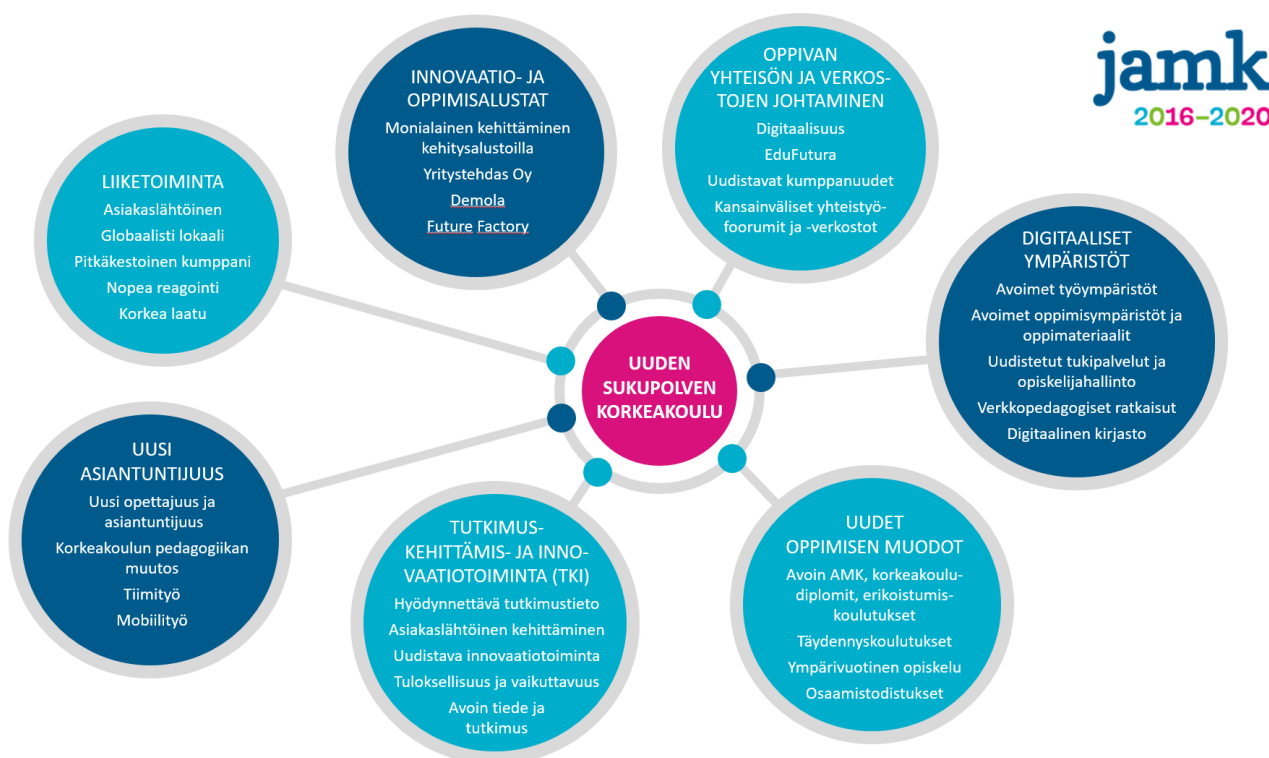 jamk
2016–2020
INNOVAATIO- JA
OPPIMISALUSTAT
Monialainen kehittäminen
kehitysalustoilla
Yritystehdas Oy
Demola
Future Factory
OPPIVAN
YHTEISÖN JA VERKOS-
TOJEN JOHTAMINEN
Digitaalisuus
EduFutura
Uudistavat kumppanuudet
Kansainväliset yhteistyö-
foorumit ja -verkostot
LIIKETOIMINTA
Asiakaslähtöinen
Globaalisti lokaali
Pitkäkestoinen kumppani
Nopea reagointi
Korkea laatu
DIGITAALISET
YMPÄRISTÖT
Avoimet työympäristöt
Avoimet oppimisympäristöt ja
oppimateriaalit
Uudistetut tukipalvelut ja
opiskelijahallinto
Verkkopedagogiset ratkaisut
Digitaalinen kirjasto
UUDEN
SUKUPOLVEN
KORKEAKOULU
UUSI
ASIANTUNTIJUUS
Uusi opettajuus ja
asiantuntijuus
Korkeakoulun pedagogiikan
muutos
Tiimityö
Mobiilityö
TUTKIMUS-
KEHITTÄMIS- JA INNO-
VAATIOTOIMINTA (TKI)
Hyödynnettävä tutkimustieto
Asiakaslähtöinen kehittäminen
Uudistava innovaatiotoiminta
Tuloksellisuus ja vaikuttavuus
Avoin tiede ja
tutkimus
UUDET
OPPIMISEN MUODOT
Avoin AMK, korkeakoulu-
diplomit, erikoistumis-
koulutukset
Täydennyskoulutukset
Ympärivuotinen opiskelu
Osaamistodistukset